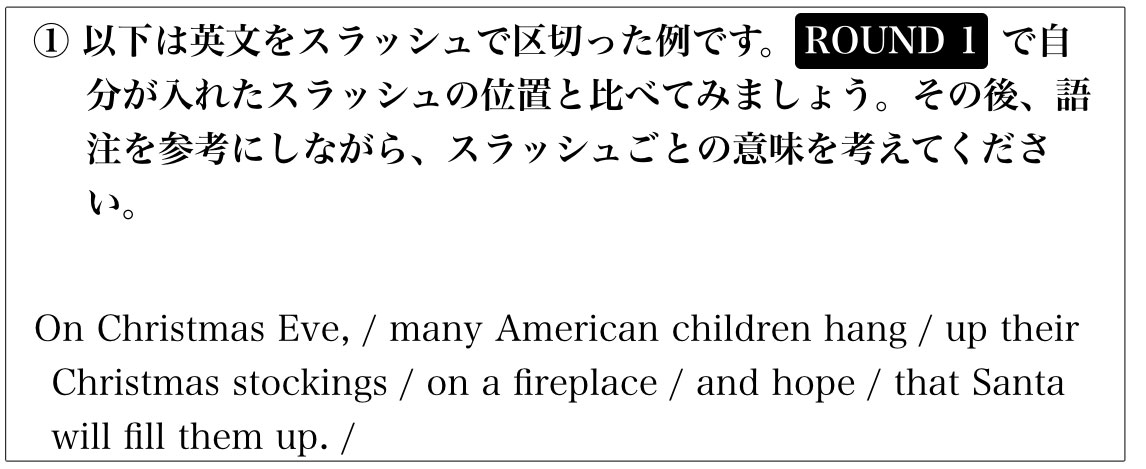 ① 以下は英文をスラッシュで区切った例です。 ROUND 1 で自
分が入れたスラッシュの位置と比べてみましょう。その後、語
注を参考にしながら、スラッシュごとの意味を考えてくださ
い。
On Christmas Eve, / many American children hang / up their
Christmas stockings / on a fireplace / and hope / that Santa
will fill them up. /